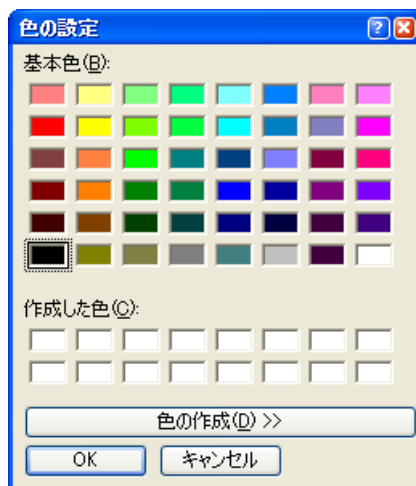 色の設定
基本色(B):
作成した色(C):
色の作成(D) >>
OK
キャンセル